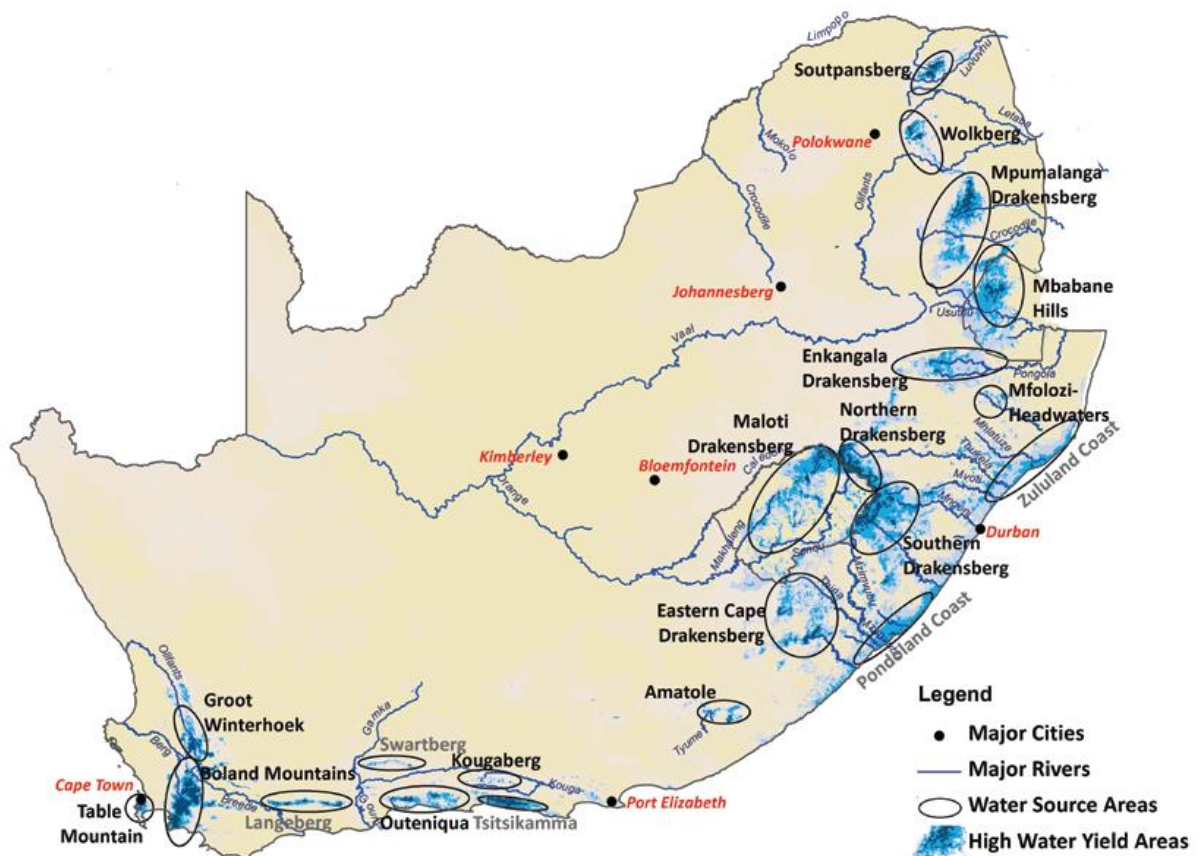 Limpopo
Soutpansberg
Luvuvhu
Letaba
Polokwane
Wolkberg
Mokolo
Mpumalanga
Drakensberg
Crocodile
Olifants
Crocodile
Johannesberg
Mbabane
Hills
Usuthu
Vaal
Enkangala
Drakensberg
Pongola
Mfolozi-
Headwaters
Northern
Drakensberg
Maloti
Drakensberg
Mhlatuze
Thukela
Zululand Coast
Kimberley
Bloemfontein
Mvoti
Mngeni
Orange
Durban
Makhaleng
Senqu
Southern
Drakensberg
Mzimvubu
Thina
Eastern Cape
Drakensberg
Pondoland Coast
Amatole
Tyume
Olifants
Groot
Winterhoek
Gamka
Berg
Swartberg
Kougaberg
Boland Mountains
Kouga
Cape Town
Breede
Table
Mountain
Langeberg
Outeniqua
Tsitsikamma
Port Elizabeth
Legend
Major Cities
Major Rivers
Water Source Areas
High Water Yield Areas